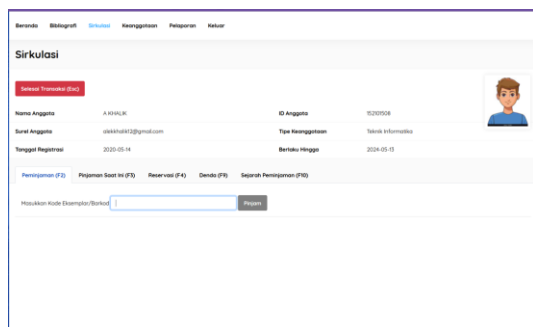 Beranda Bibliografi Sirkulasi Keanggotaan Pelaporan Keluar
Sirkulasi
Selesai Transaksi (Esc)
Nama Anggota A KHALIK ID Anggota 152101508
Surel Anggota alekkhalik12@gmail.com Tipe Keanggotaan Teknik Informatika
Tanggal Registrasi 2020-05-14 Berlaku Hingga 2024-05-13
Peminjaman (F2) Pinjaman Saat Ini (F3) Reservasi (F4) Denda (F9) Sejarah Peminjaman (F10)
Masukkan Kode Eksemplar/Barkod Pinjam